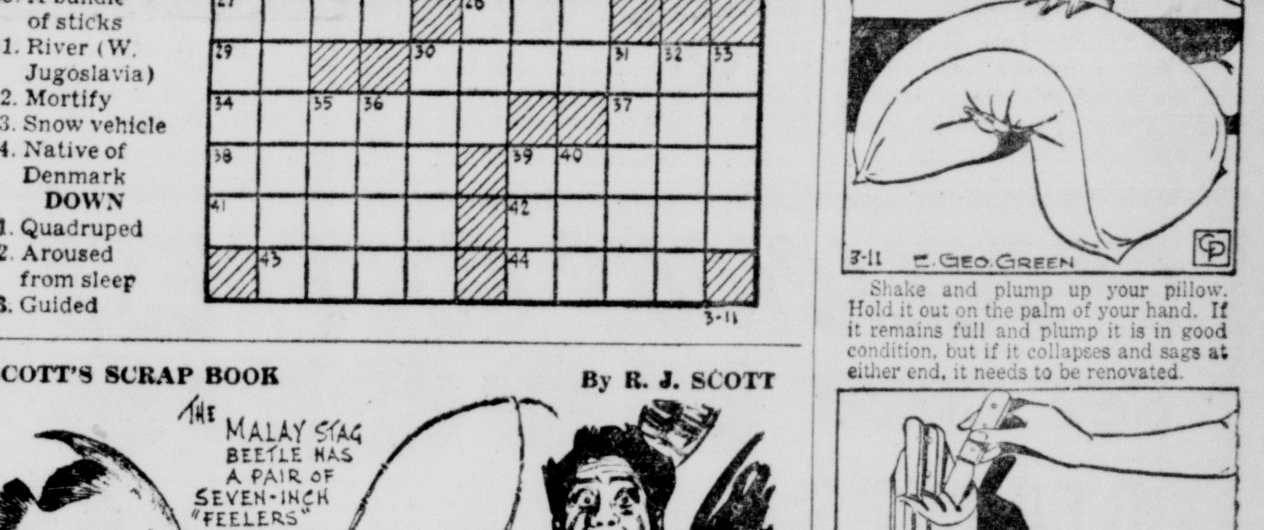 of sticks
1. River (W.
Jugoslavia)
2. Mortify
3. Snow vehicle
4. Native of
Denmark
DOWN
1. Quadruped
2. Aroused
from sleep
3. Guided
27 28
29 30 31 32 33
34 35 36 37
38 39 40
41 42
43 44
3-11
3-11 E. GEO. GREEN CP
Shake and plump up your pillow.
Hold it out on the palm of your hand. If
it remains full and plump it is in good
condition, but if it collapses and sags at
either end, it needs to be renovated.
COTT'S SCRAP BOOK By R. J. SCOTT
THE
MALAY STAG
BEETLE HAS
A PAIR OF
SEVEN-INCH
"FEELERS"